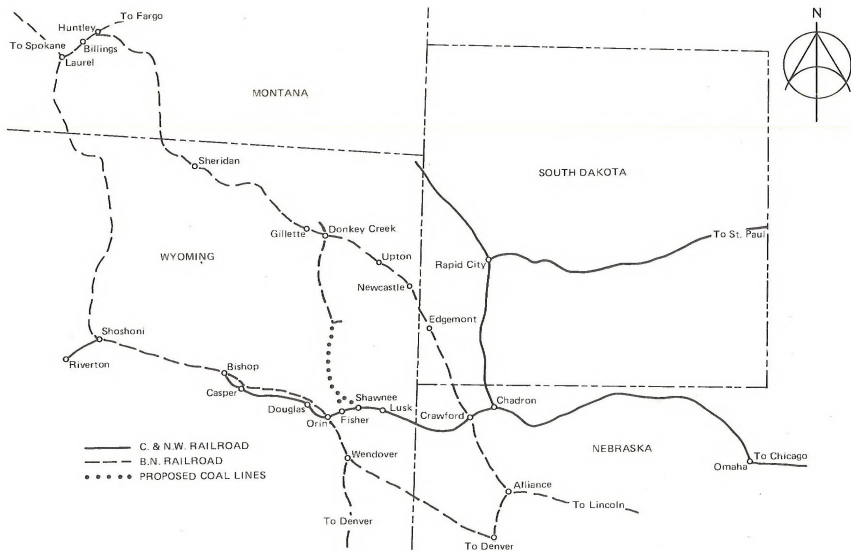 To Fargo
N
Huntley
To Spokane
Billings
Laurel
MONTANA
Sheridan
SOUTH DAKOTA
Gillette
Donkey Creek
To St. Paul
WYOMING
Upton
Rapid City
Newcastle
Edgemont
Shoshoni
Riverton
Bishop
Casper
Shawnee
Chadron
Douglas
Lusk
Crawford
Fisher
Orin
C. & N.W. RAILROAD
NEBRASKA
B.N. RAILROAD
Wendover
To Chicago
Omaha
PROPOSED COAL LINES
Alliance
To Lincoln
To Denver
To Denver